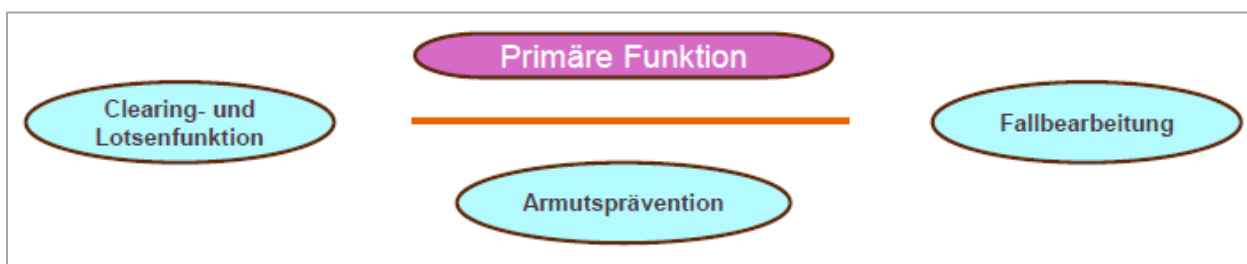 Primäre Funktion
Clearing- und
Lotsenfunktion
Fallbearbeitung
Armutsprävention